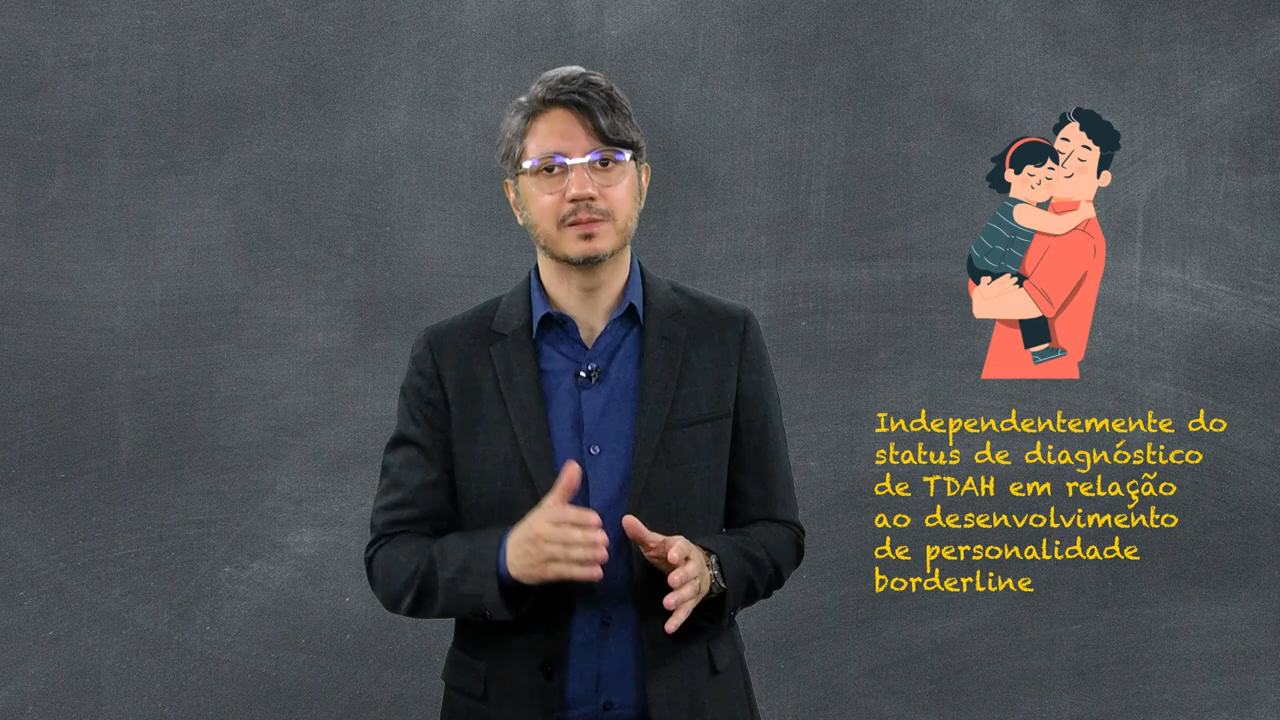 Independentemente do
status de diagnóstico
de TDAH em relação
ao desenvolvimento
de personalidade
borderline